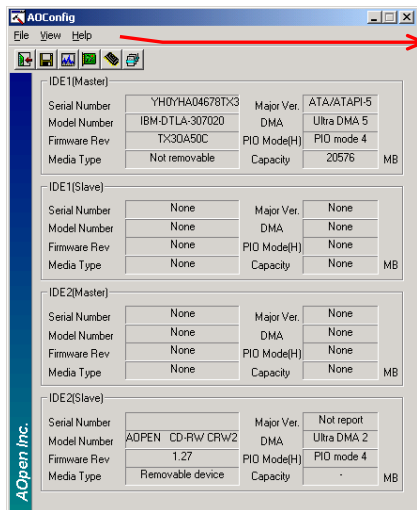 AOConfig
File View Help
IDE1(Master)
Serial Number YH0YHA04678TX3 Major Ver. ATA/ATAPI-5
Model Number IBM-DTLA-307020 DMA Ultra DMA 5
Firmware Rev TX3OA50C PIO Mode(H) PIO mode 4
Media Type Not removable Capacity 20576 MB
IDE1(Slave)
Serial Number None Major Ver. None
Model Number None DMA None
Firmware Rev None PIO Mode(H) None
Media Type None Capacity None MB
IDE2(Master)
Serial Number None Major Ver. None
Model Number None DMA None
Firmware Rev None PIO Mode(H) None
Media Type None Capacity None MB
IDE2(Slave)
Serial Number Major Ver. Not report
Model Number AOPEN CD-RW CRW2 DMA Ultra DMA 2
Firmware Rev 1.27 PIO Mode(H) PIO mode 4
Media Type Removable device Capacity - MB
AOpen Inc.